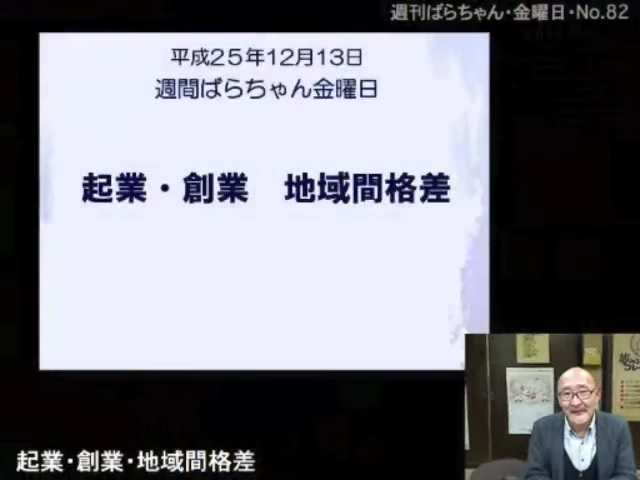 週刊ばらちゃん・金曜日・No.82
平成25年12月13日
週間ばらちゃん金曜日
起業・創業　地域間格差
起業・創業・地域間格差